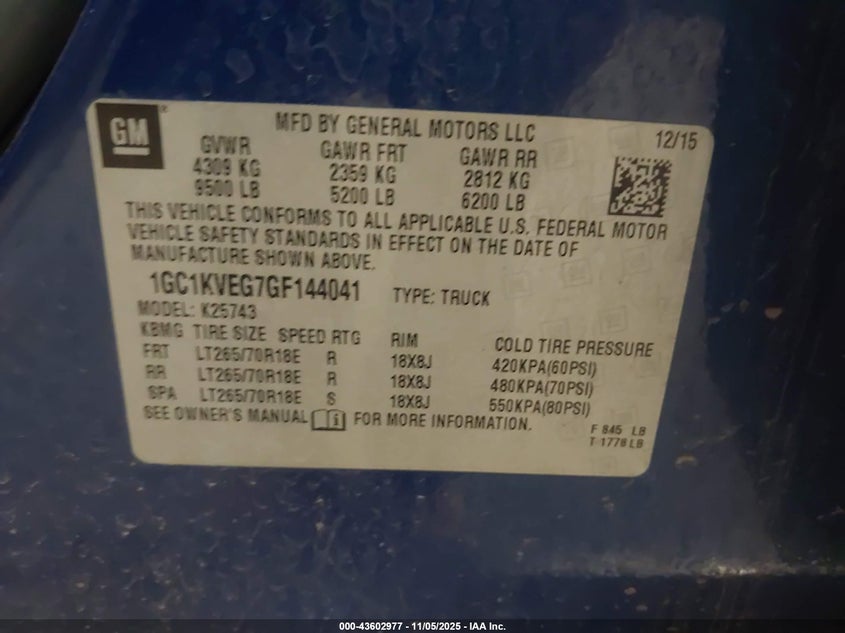 GM®
MFD BY GENERAL MOTORS LLC
12/15
GVWR GAWR FRT GAWR RR
4309 KG 2359 KG 2812 KG
9500 LB 5200 LB 6200 LB
THIS VEHICLE CONFORMS TO ALL APPLICABLE U.S. FEDERAL MOTOR
VEHICLE SAFETY STANDARDS IN EFFECT ON THE DATE OF
MANUFACTURE SHOWN ABOVE.
1GC1KVEG7GF144041 TYPE: TRUCK
MODEL: K25743
KBMG TIRE SIZE SPEED RTG RIM COLD TIRE PRESSURE
FRT LT265/70R18E R 18X8J 420KPA(60PSI)
RR LT265/70R18E R 18X8J 480KPA(70PSI)
SPA LT265/70R18E S 18X8J 550KPA(80PSI)
SEE OWNER'S MANUAL FOR MORE INFORMATION.
F 845 LB
T 1778 LB
000-43602977 - 11/05/2025 - IAA Inc.